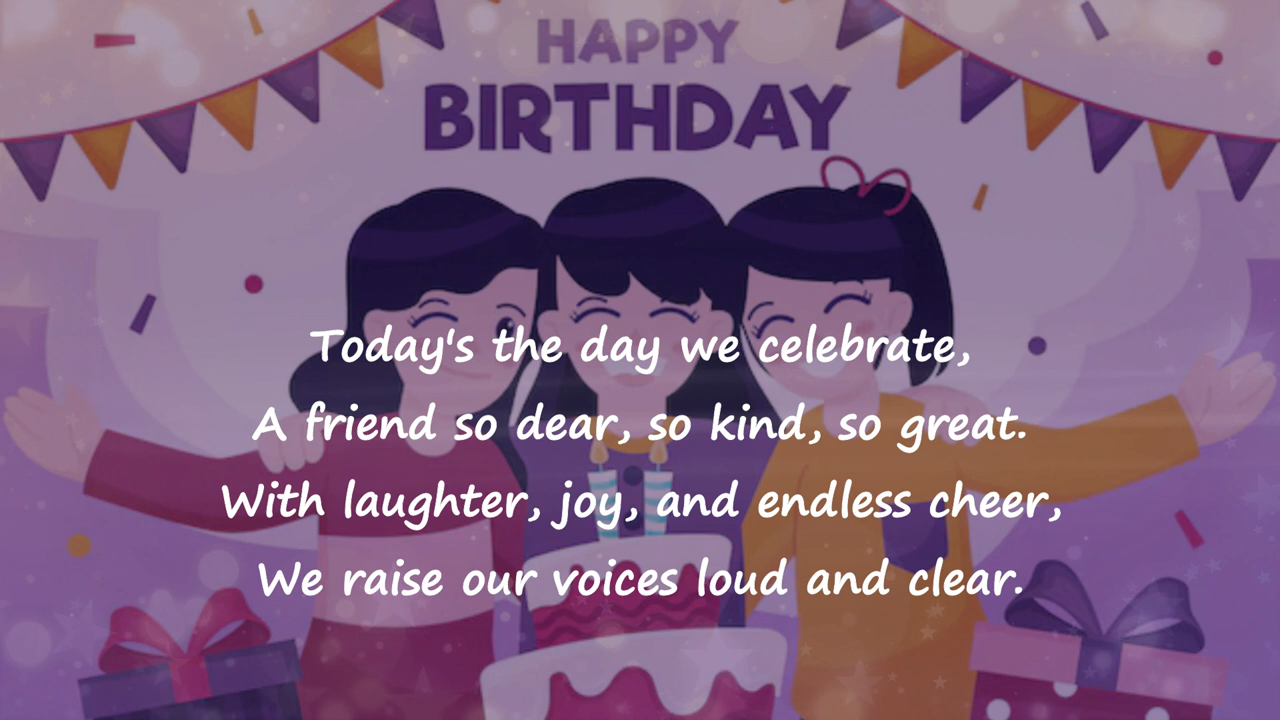 HAPPY
BIRTHDAY
Today's the day we celebrate,
A friend so dear, so kind, so great.
With laughter, joy, and endless cheer,
We raise our voices loud and clear.